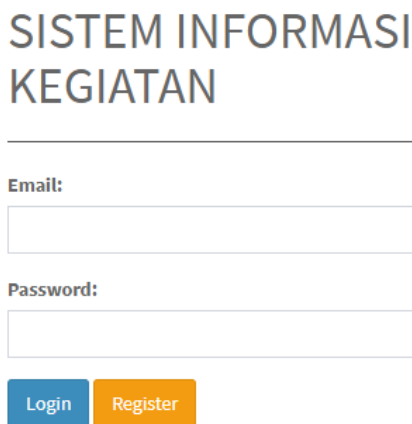 SISTEM INFORMASI
KEGIATAN
Email:
Password:
Login Register